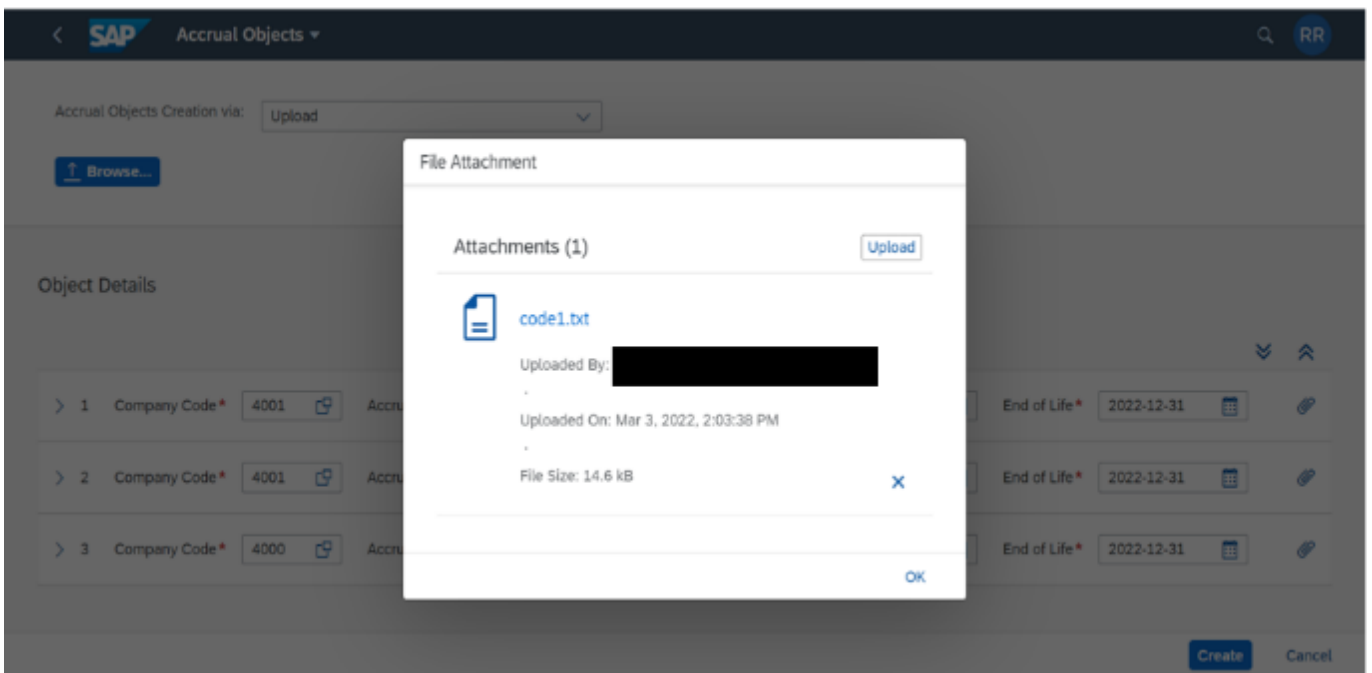 SAP Accrual Objects RR
Accrual Objects Creation via: Upload
Browse...
File Attachment
Attachments (1) Upload
Object Details
code1.txt
Uploaded By:
.
Uploaded On: Mar 3, 2022, 2:03:38 PM
.
File Size: 14.6 kB
1 Company Code* 4001 Accru End of Life* 2022-12-31
2 Company Code* 4001 Accru End of Life* 2022-12-31
3 Company Code* 4000 Accru End of Life* 2022-12-31
OK
Create Cancel